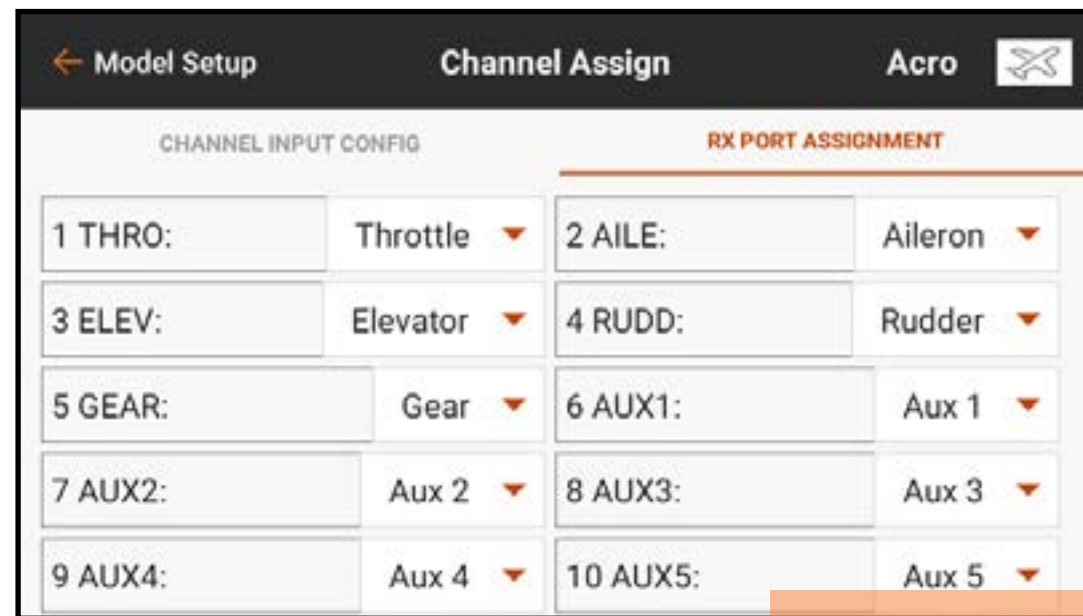 ← Model Setup Channel Assign Acro
CHANNEL INPUT CONFIG RX PORT ASSIGNMENT
1 THRO: Throttle 2 AILE: Aileron
3 ELEV: Elevator 4 RUDD: Rudder
5 GEAR: Gear 6 AUX1: Aux 1
7 AUX2: Aux 2 8 AUX3: Aux 3
9 AUX4: Aux 4 10 AUX5: Aux 5